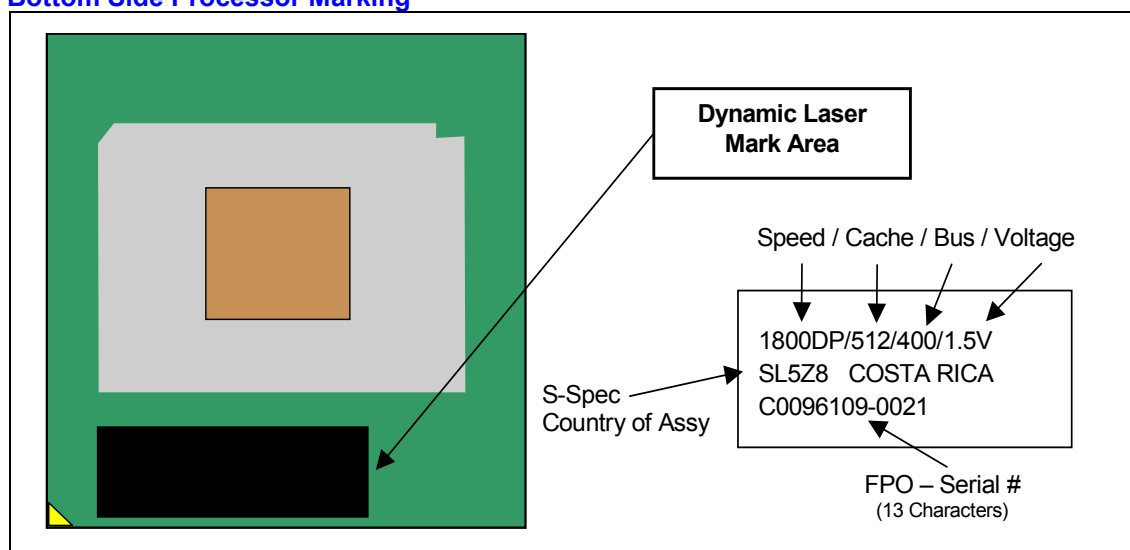 Bottom Side Processor Marking
Dynamic Laser
Mark Area
Speed / Cache / Bus / Voltage
1800DP/512/400/1.5V
SL5Z8 COSTA RICA
C0096109-0021
S-Spec
Country of Assy
FPO – Serial #
(13 Characters)